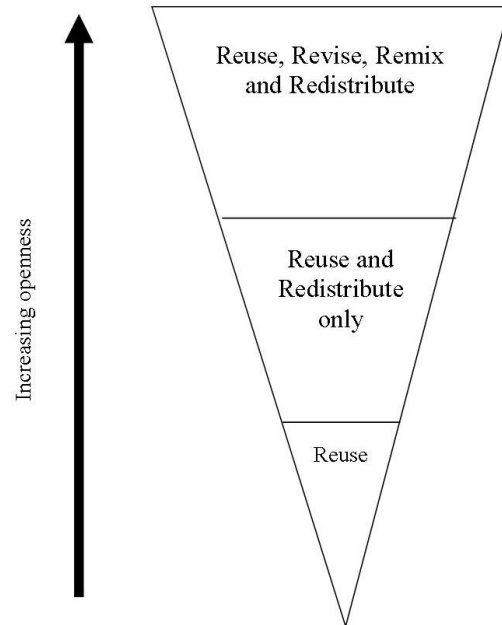 Reuse, Revise, Remix
and Redistribute
Reuse and
Redistribute
only
Reuse
Increasing openness